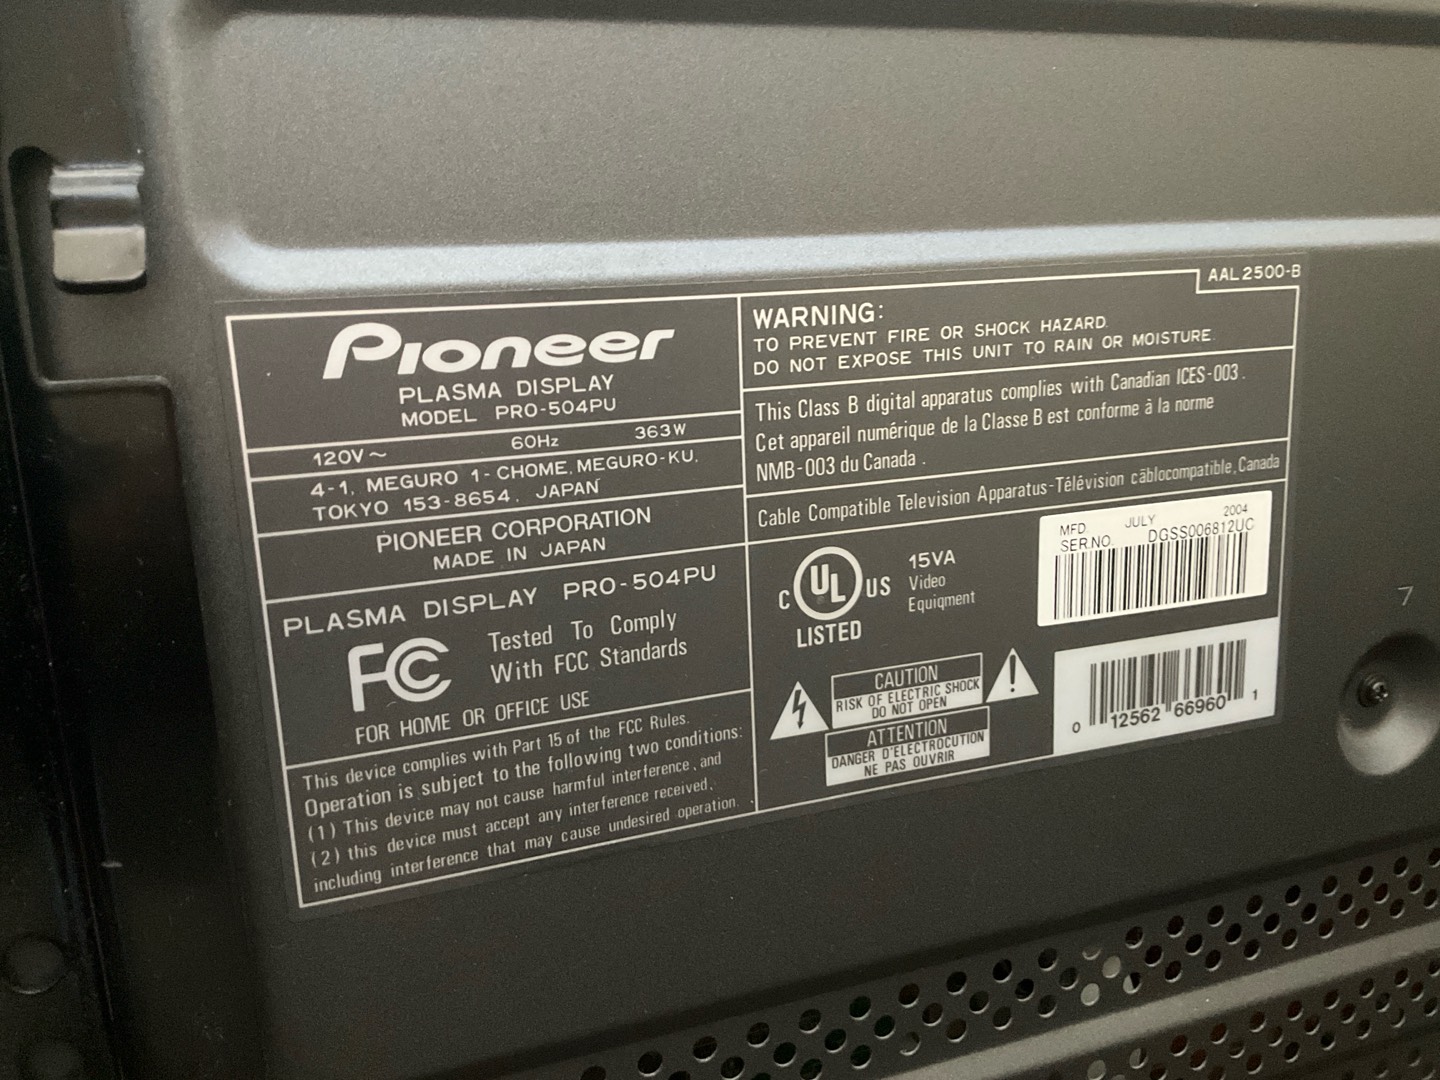 AAL2500-B
Pioneer
PLASMA DISPLAY
MODEL PRO-504PU
120V~ 60Hz 363W
4-1, MEGURO 1-CHOME, MEGURO-KU,
TOKYO 153-8654, JAPAN
PIONEER CORPORATION
MADE IN JAPAN
PLASMA DISPLAY PRO-504PU
FC
Tested To Comply
With FCC Standards
FOR HOME OR OFFICE USE
This device complies with Part 15 of the FCC Rules.
Operation is subject to the following two conditions:
(1) This device may not cause harmful interference, and
(2) this device must accept any interference received,
including interference that may cause undesired operation.
WARNING:
TO PREVENT FIRE OR SHOCK HAZARD
DO NOT EXPOSE THIS UNIT TO RAIN OR MOISTURE.
This Class B digital apparatus complies with Canadian ICES-003.
Cet appareil numérique de la Classe B est conforme à la norme
NMB-003 du Canada.
Cable Compatible Television Apparatus-Télévision câblocompatible, Canada
C UL US
LISTED
15VA
Video
Equiqment
MFD. JULY 2004
SER.NO. DGSS006812UC
CAUTION
RISK OF ELECTRIC SHOCK
DO NOT OPEN
ATTENTION
DANGER D'ELECTROCUTION
NE PAS OUVRIR
0 12562 66960 1
7